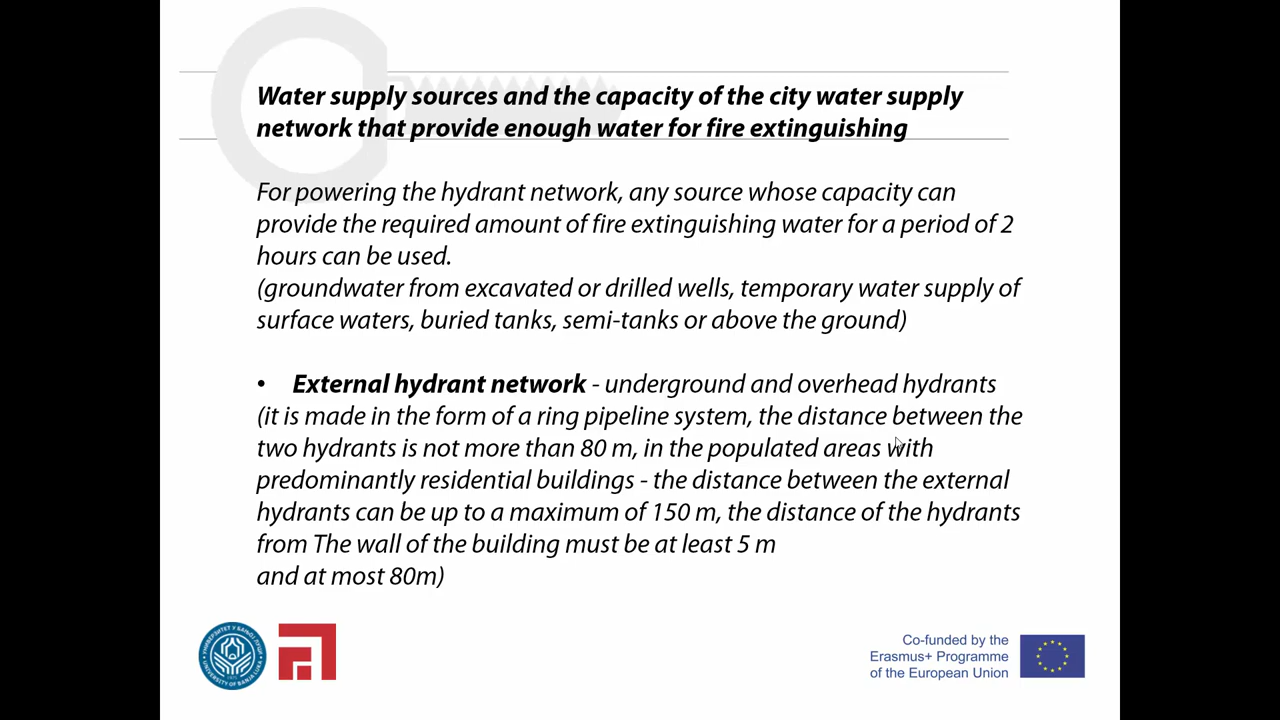 Water supply sources and the capacity of the city water supply
network that provide enough water for fire extinguishing
For powering the hydrant network, any source whose capacity can
provide the required amount of fire extinguishing water for a period of 2
hours can be used.
(groundwater from excavated or drilled wells, temporary water supply of
surface waters, buried tanks, semi-tanks or above the ground)
• External hydrant network - underground and overhead hydrants
(it is made in the form of a ring pipeline system, the distance between the
two hydrants is not more than 80 m, in the populated areas with
predominantly residential buildings - the distance between the external
hydrants can be up to a maximum of 150 m, the distance of the hydrants
from The wall of the building must be at least 5 m
and at most 80m)
УНИВЕРЗИТЕТ У БАЊОЈ ЛУЦИ
UNIVERSITY OF BANJA LUKA
Co-funded by the
Erasmus+ Programme
of the European Union